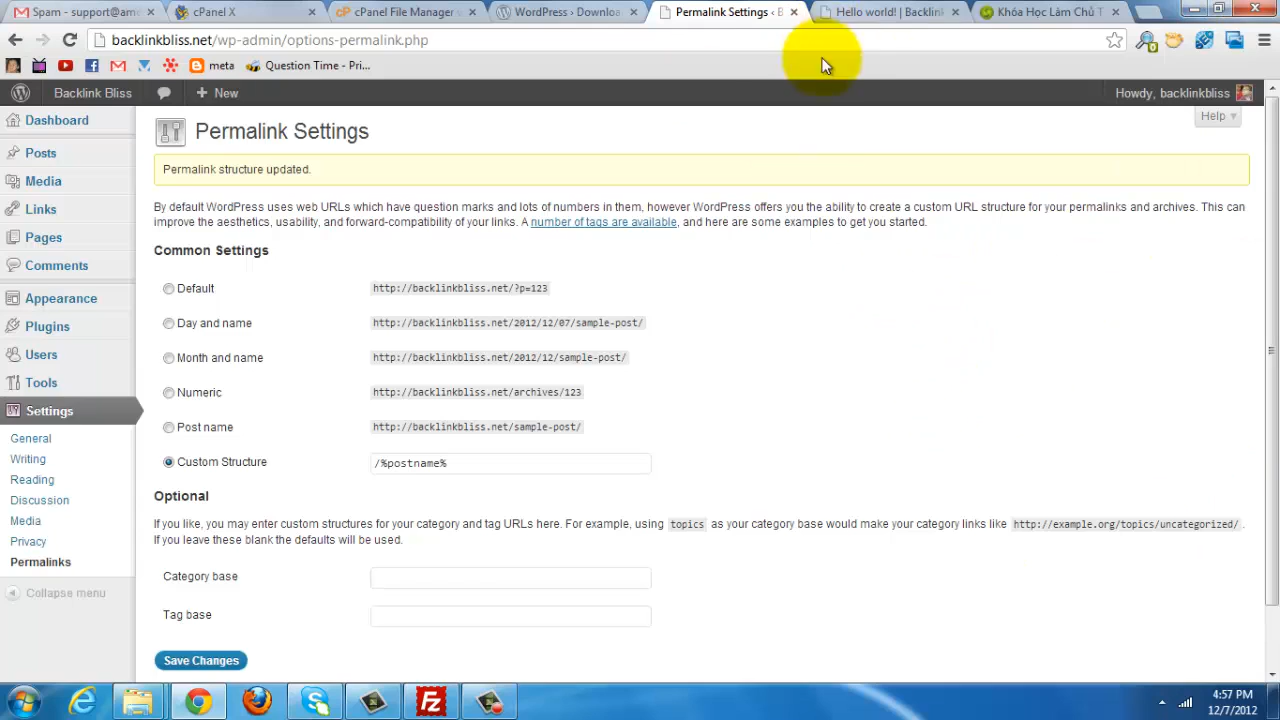 Spam - support@am
cPanel X
cPanel File Manager v
WordPress › Downloa
Permalink Settings ‹ B
Hello world! | Backlink
Khóa Học Làm Chủ T
backlinkbliss.net/wp-admin/options-permalink.php
meta
Question Time - Pri...
Backlink Bliss
New
Howdy, backlinkbliss
Dashboard
Posts
Media
Links
Pages
Comments
Appearance
Plugins
Users
Tools
Settings
General
Writing
Reading
Discussion
Media
Privacy
Permalinks
Collapse menu
Help
Permalink Settings
Permalink structure updated.
By default WordPress uses web URLs which have question marks and lots of numbers in them, however WordPress offers you the ability to create a custom URL structure for your permalinks and archives. This can
improve the aesthetics, usability, and forward-compatibility of your links. A number of tags are available, and here are some examples to get you started.
Common Settings
Default http://backlinkbliss.net/?p=123
Day and name http://backlinkbliss.net/2012/12/07/sample-post/
Month and name http://backlinkbliss.net/2012/12/sample-post/
Numeric http://backlinkbliss.net/archives/123
Post name http://backlinkbliss.net/sample-post/
Custom Structure /%postname%
Optional
If you like, you may enter custom structures for your category and tag URLs here. For example, using topics as your category base would make your category links like http://example.org/topics/uncategorized/ .
If you leave these blank the defaults will be used.
Category base
Tag base
Save Changes
4:57 PM
12/7/2012